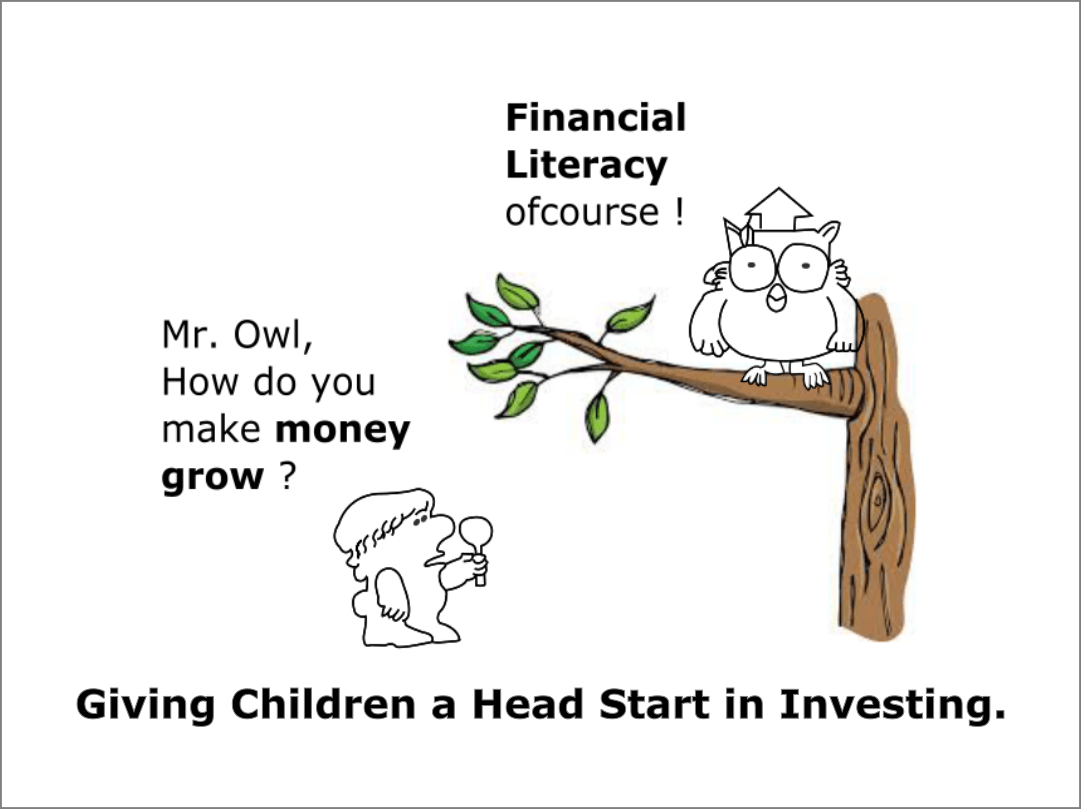 Financial
Literacy
ofcourse !
Mr. Owl,
How do you
make money
grow ?
Giving Children a Head Start in Investing.